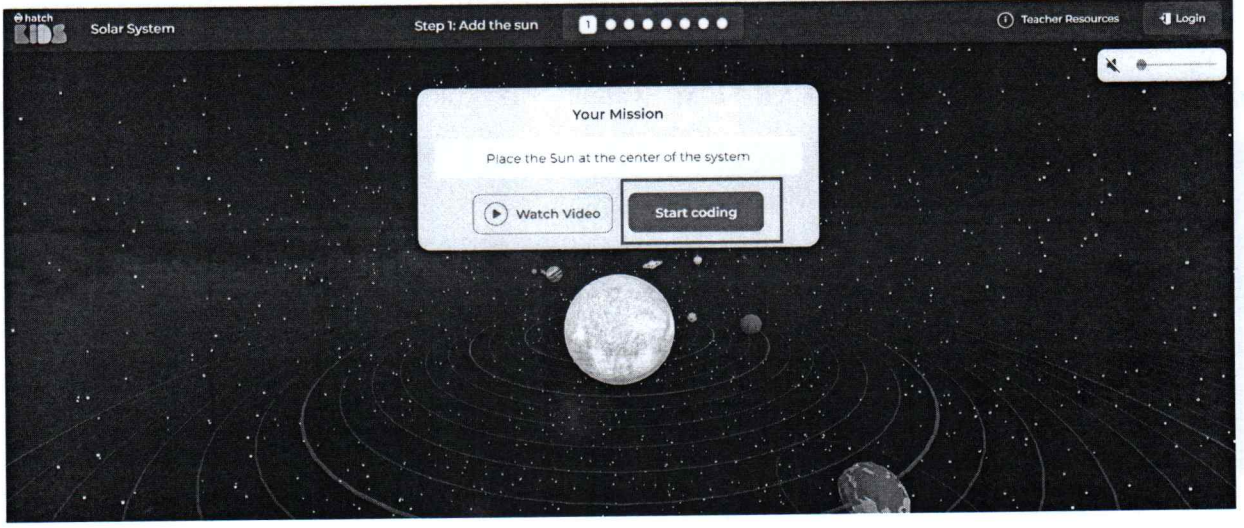 hatch
KIDS
Solar System
Step 1: Add the sun
1
Teacher Resources
Login
Your Mission
Place the Sun at the center of the system
Watch Video
Start coding